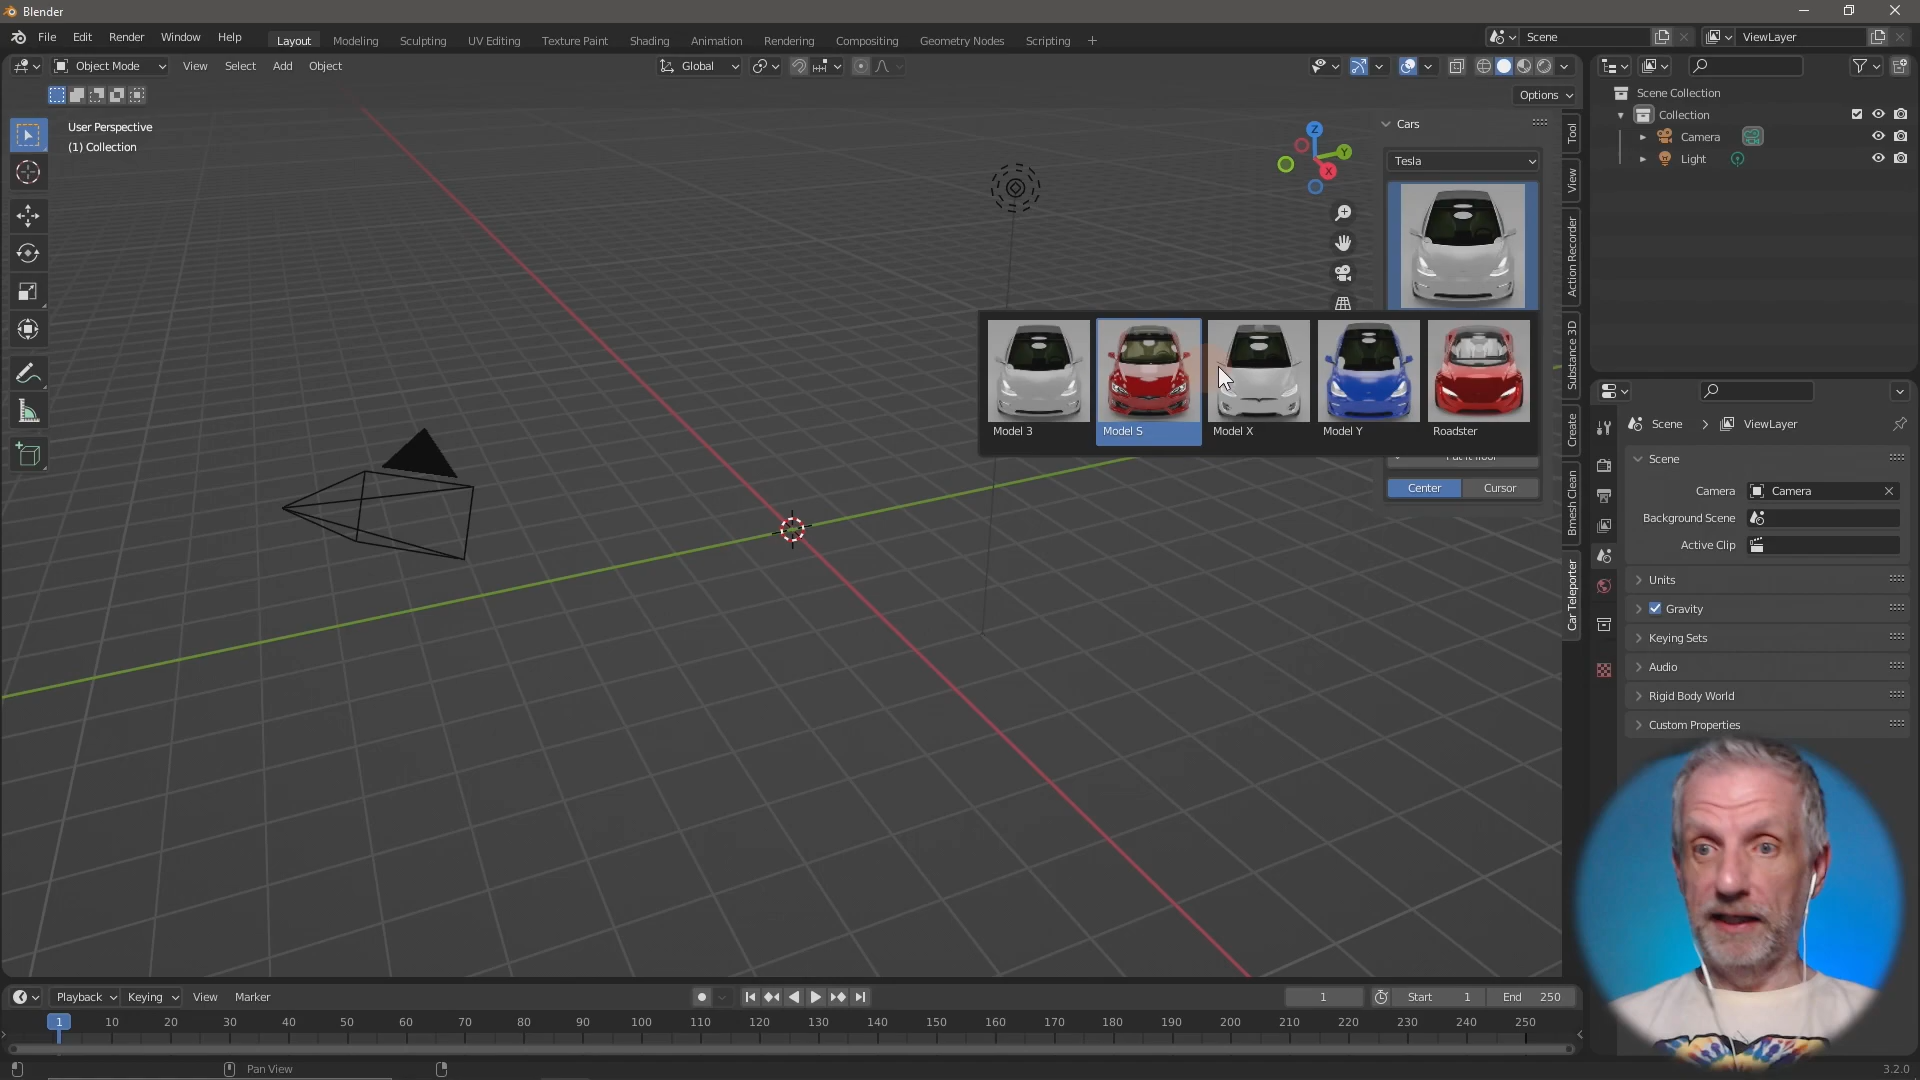 Blender
File Edit Render Window Help
Layout Modeling Sculpting UV Editing Texture Paint Shading Animation Rendering Compositing Geometry Nodes Scripting +
Scene
ViewLayer
Object Mode View Select Add Object
Global
Options
User Perspective
(1) Collection
Z
Y
X
Cars
Tesla
Model 3
Model S
Model X
Model Y
Roadster
Center Cursor
Tool
View
Action Recorder
Substance 3D
Create
Bmesh Clean
Car Teleporter
Scene Collection
Collection
Camera
Light
Scene > ViewLayer
Scene
Camera Camera
Background Scene
Active Clip
Units
Gravity
Keying Sets
Audio
Rigid Body World
Custom Properties
Playback Keying View Marker
1 Start 1 End 250
1 10 20 30 40 50 60 70 80 90 100 110 120 130 140 150 160 170 180 190 200 210 220 230 240 250
Pan View
3.2.0